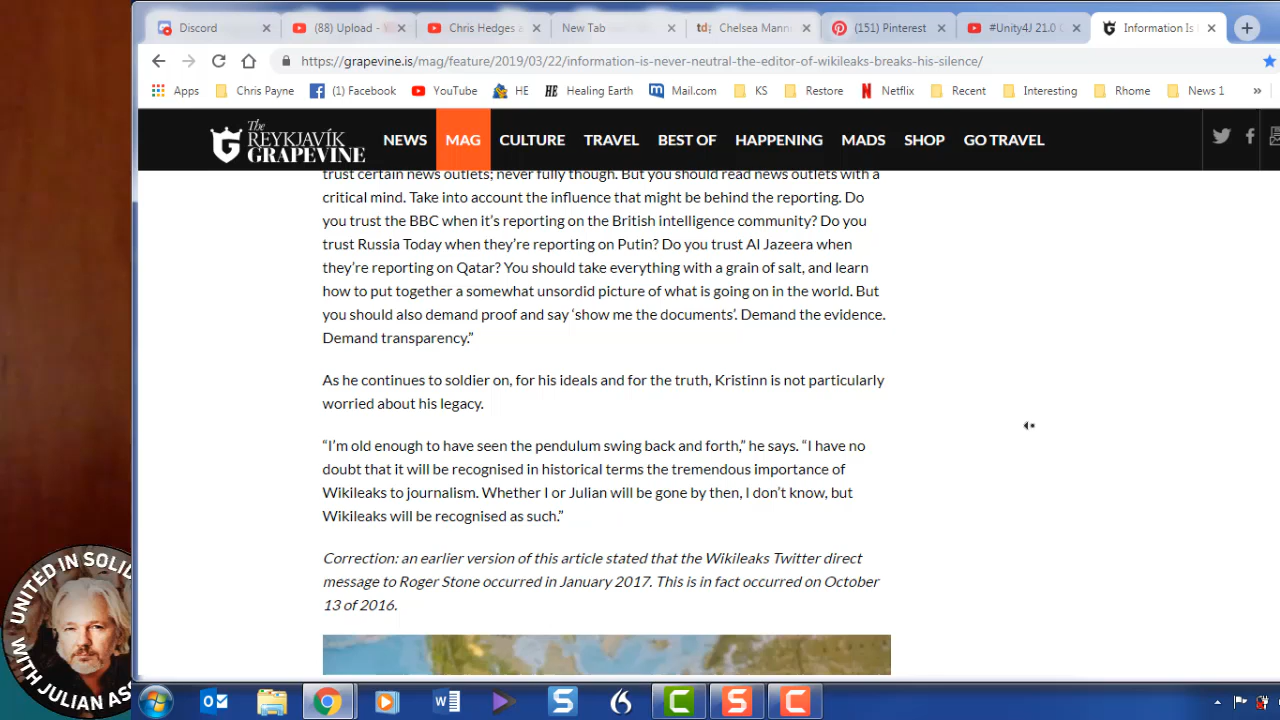 Discord
(88) Upload -
Chris Hedges
New Tab
Chelsea Mann
(151) Pinterest
#Unity4J 21.0
Information Is
https://grapevine.is/mag/feature/2019/03/22/information-is-never-neutral-the-editor-of-wikileaks-breaks-his-silence/
Apps
Chris Payne
(1) Facebook
YouTube
HE
HE Healing Earth
Mail.com
KS
Restore
Netflix
Recent
Interesting
Rhome
News 1
»
The
REYKJAVÍK
GRAPEVINE
NEWS
MAG
CULTURE
TRAVEL
BEST OF
HAPPENING
MADS
SHOP
GO TRAVEL
trust certain news outlets; never fully though. But you should read news outlets with a
critical mind. Take into account the influence that might be behind the reporting. Do
you trust the BBC when it’s reporting on the British intelligence community? Do you
trust Russia Today when they’re reporting on Putin? Do you trust Al Jazeera when
they’re reporting on Qatar? You should take everything with a grain of salt, and learn
how to put together a somewhat unsordid picture of what is going on in the world. But
you should also demand proof and say ‘show me the documents’. Demand the evidence.
Demand transparency.”
As he continues to soldier on, for his ideals and for the truth, Kristinn is not particularly
worried about his legacy.
“I’m old enough to have seen the pendulum swing back and forth,” he says. “I have no
doubt that it will be recognised in historical terms the tremendous importance of
Wikileaks to journalism. Whether I or Julian will be gone by then, I don’t know, but
Wikileaks will be recognised as such.”
Correction: an earlier version of this article stated that the Wikileaks Twitter direct
message to Roger Stone occurred in January 2017. This is in fact occurred on October
13 of 2016.
UNITED IN SOLID
WITH JULIAN ASS